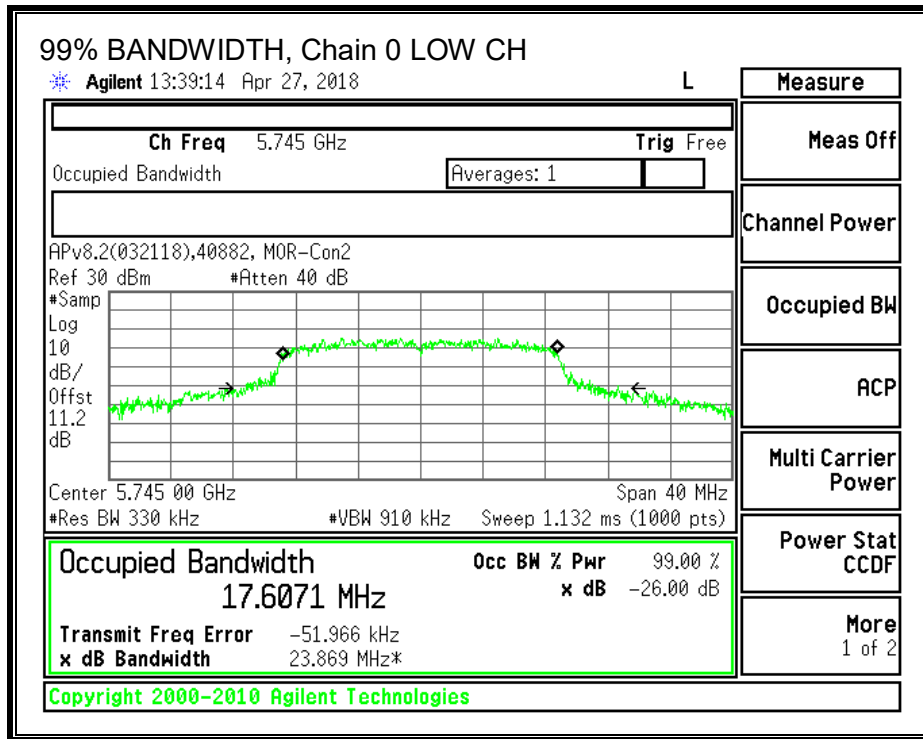 99% BANDWIDTH, Chain 0 LOW CH
Agilent 13:39:14 Apr 27, 2018 L
Measure
Ch Freq 5.745 GHz Trig Free
Occupied Bandwidth Averages: 1
APv8.2(032118),40882, MOR-Con2
Ref 30 dBm #Atten 40 dB
#Samp
Log
10
dB/
Offst
11.2
dB
Center 5.745 00 GHz Span 40 MHz
#Res BW 330 kHz #VBW 910 kHz Sweep 1.132 ms (1000 pts)
Occupied Bandwidth Occ BW % Pwr 99.00 %
17.6071 MHz x dB -26.00 dB
Transmit Freq Error -51.966 kHz
x dB Bandwidth 23.869 MHz*
Copyright 2000-2010 Agilent Technologies
Meas Off
Channel Power
Occupied BW
ACP
Multi Carrier
Power
Power Stat
CCDF
More
1 of 2